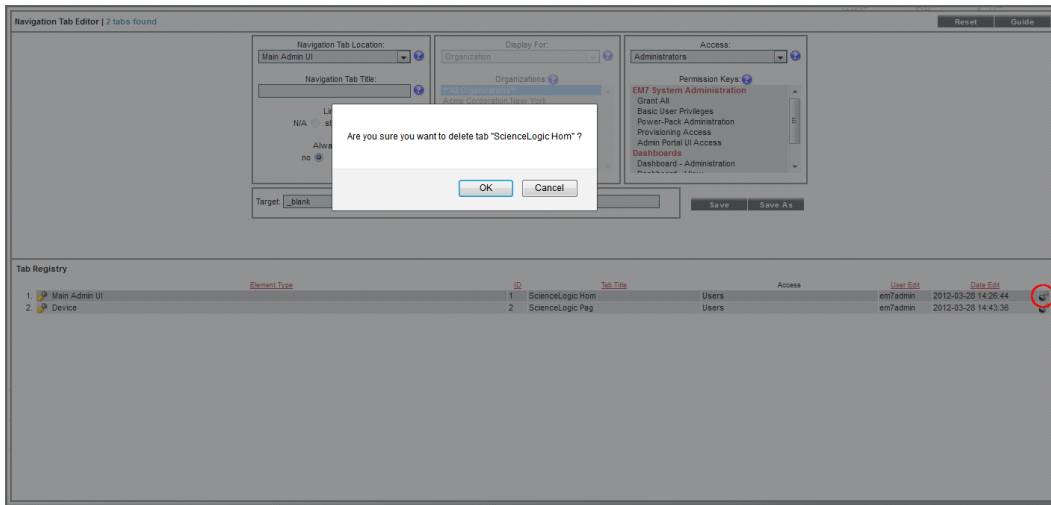 Navigation Tab Editor | 2 tabs found
Reset Guide
Navigation Tab Location:
Main Admin UI
Navigation Tab Title:
N/A
Alwa
no
Display For:
Organization
Organizations:
**All Organizations**
Acme Corporation New York
Access:
Administrators
Permission Keys:
EM7 System Administration
Grant All
Basic User Privileges
Power-Pack Administration
Provisioning Access
Admin Portal UI Access
Dashboards
Dashboard - Administration
Are you sure you want to delete tab "ScienceLogic Hom" ?
OK Cancel
Target: _blank
Save Save As
Tab Registry
Element Type ID Tab Title Access User Edit Date Edit
1. Main Admin UI 1 ScienceLogic Hom Users em7admin 2012-03-28 14:26:44
2. Device 2 ScienceLogic Pag Users em7admin 2012-03-28 14:43:36